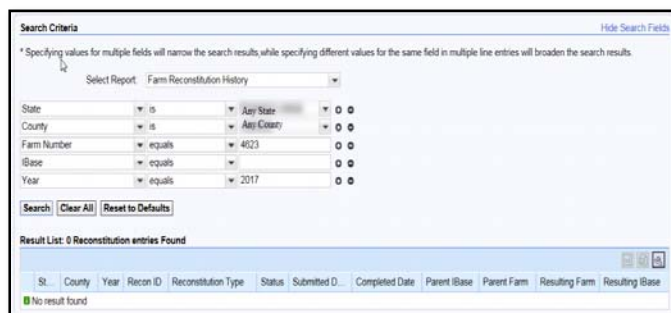 Search Criteria Hide Search Fields
* Specifying values for multiple fields will narrow the search results,while specifying different values for the same field in multiple line entries will broaden the search results.
Select Report: Farm Reconstitution History
State is Any State
County is Any County
Farm Number equals 4623
IBase equals
Year equals 2017
Search Clear All Reset to Defaults
Result List: 0 Reconstitution entries Found
St... County Year Recon ID Reconstitution Type Status Submitted D... Completed Date Parent IBase Parent Farm Resulting Farm Resulting IBase
No result found